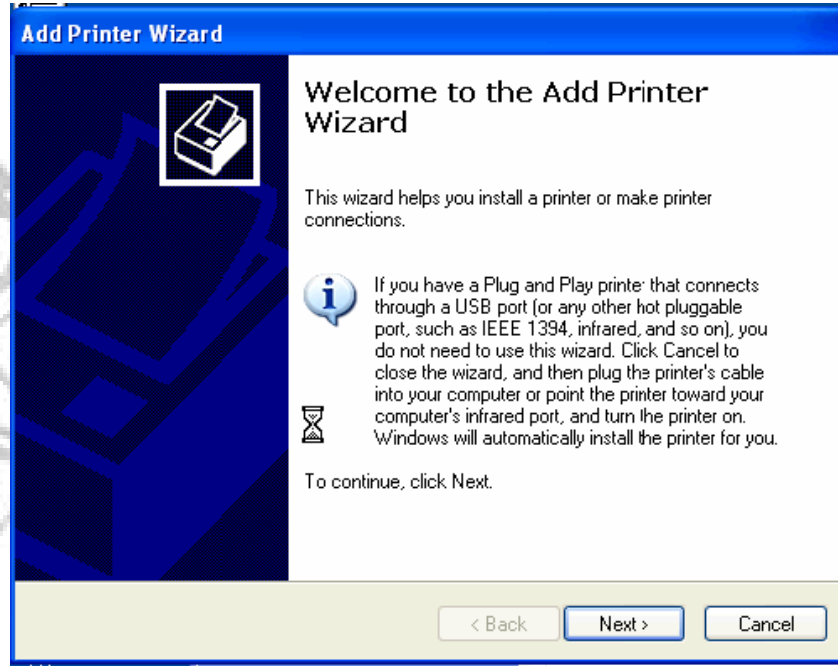 Add Printer Wizard
Welcome to the Add Printer
Wizard
This wizard helps you install a printer or make printer
connections.
If you have a Plug and Play printer that connects
through a USB port (or any other hot pluggable
port, such as IEEE 1394, infrared, and so on), you
do not need to use this wizard. Click Cancel to
close the wizard, and then plug the printer's cable
into your computer or point the printer toward your
computer's infrared port, and turn the printer on.
Windows will automatically install the printer for you.
To continue, click Next.
< Back Next > Cancel